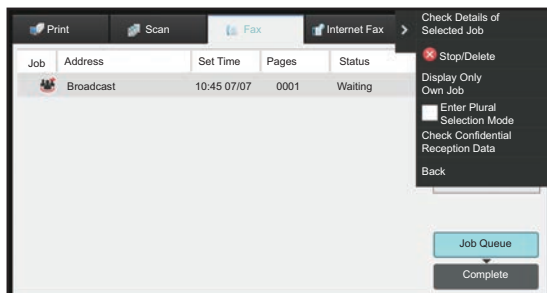 Print
Scan
Fax
Internet Fax
Job
Address
Set Time
Pages
Status
Broadcast
10:45 07/07
0001
Waiting
Check Details of
Selected Job
Stop/Delete
Display Only
Own Job
Enter Plural
Selection Mode
Check Confidential
Reception Data
Back
Job Queue
Complete